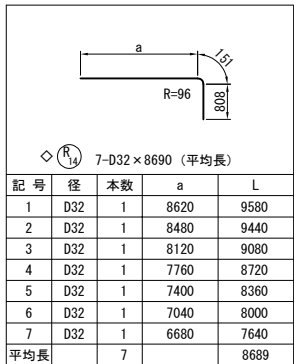 a
151
R=96
808
◇ R14 7-D32×8690 (平均長)
記 号 径 本数 a L
1 D32 1 8620 9580
2 D32 1 8480 9440
3 D32 1 8120 9080
4 D32 1 7760 8720
5 D32 1 7400 8360
6 D32 1 7040 8000
7 D32 1 6680 7640
平均長 7 8689